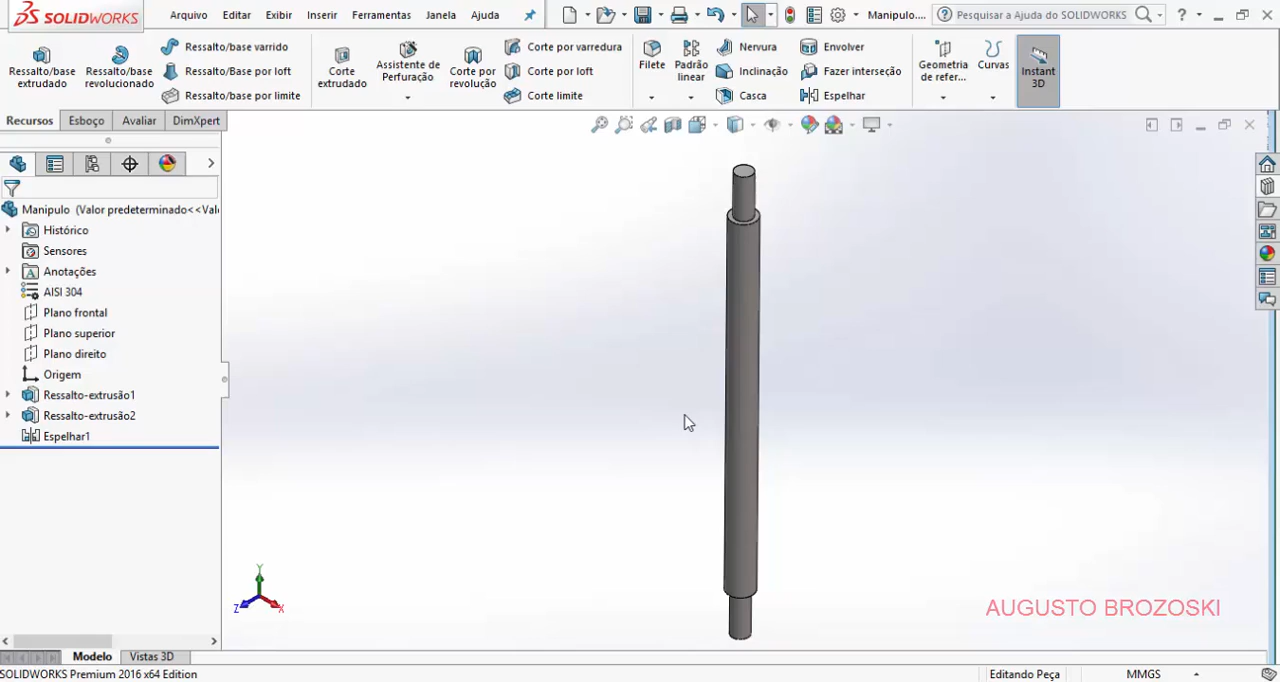 SOLIDWORKS Arquivo Editar Exibir Inserir Ferramentas Janela Ajuda Manipulo.... Pesquisar a Ajuda do SOLIDWORKS ?
Ressalto/base extrudado
Ressalto/base revolucionado
Ressalto/base varrido
Ressalto/Base por loft
Ressalto/base por limite
Corte extrudado
Assistente de Perfuração
Corte por revolução
Corte por varredura
Corte por loft
Corte limite
Filete
Padrão linear
Nervura
Inclinação
Casca
Envolver
Fazer interseção
Espelhar
Geometria de refer...
Curvas
Instant 3D
Recursos Esboço Avaliar DimXpert
Manipulo (Valor predeterminado<<Val
Histórico
Sensores
Anotações
AISI 304
Plano frontal
Plano superior
Plano direito
Origem
Ressalto-extrusão1
Ressalto-extrusão2
Espelhar1
Y
Z X
AUGUSTO BROZOSKI
Modelo Vistas 3D
SOLIDWORKS Premium 2016 x64 Edition Editando Peça MMGS